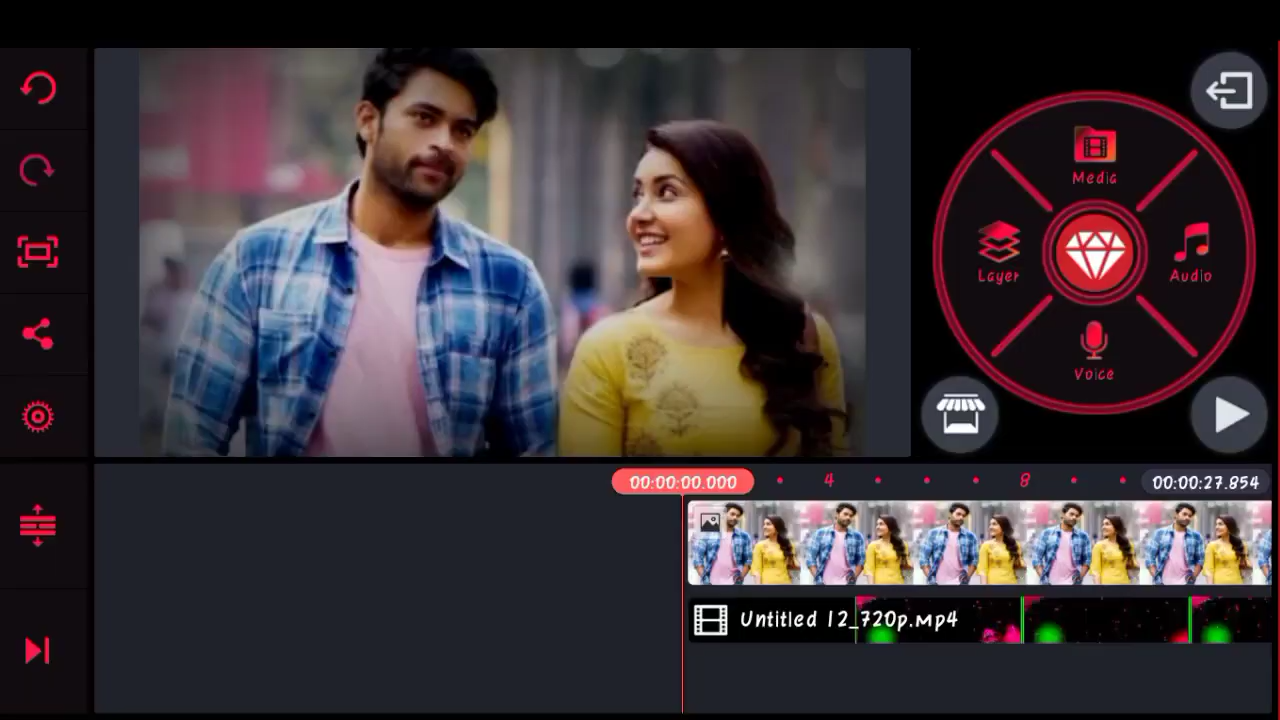 Media
Layer
Audio
Voice
00:00:00.000
4
8
00:00:27.854
Untitled 12_720p.mp4